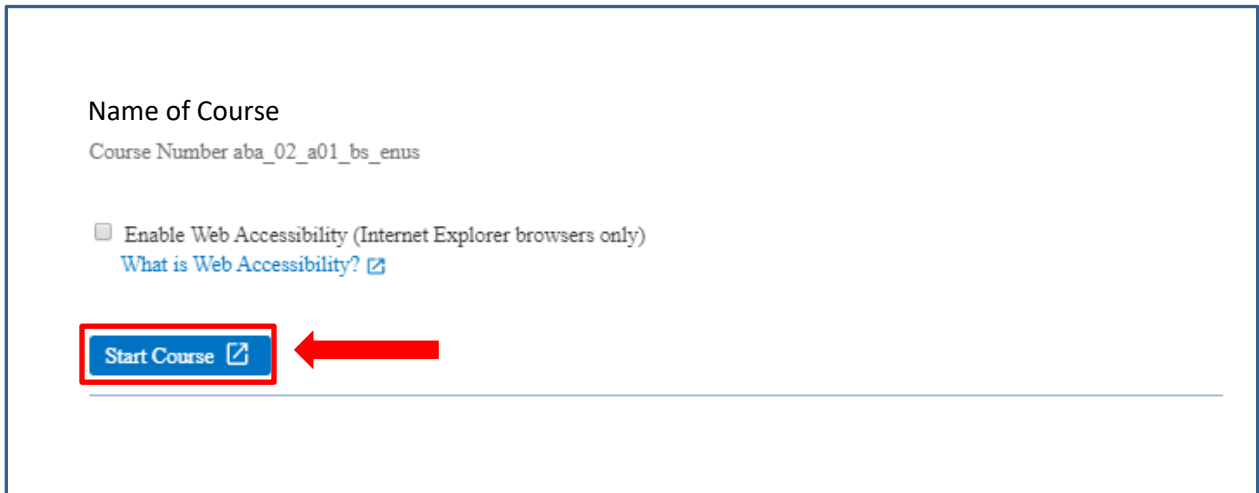 Name of Course
Course Number aba_02_a01_bs_enus
Enable Web Accessibility (Internet Explorer browsers only)
What is Web Accessibility?
Start Course